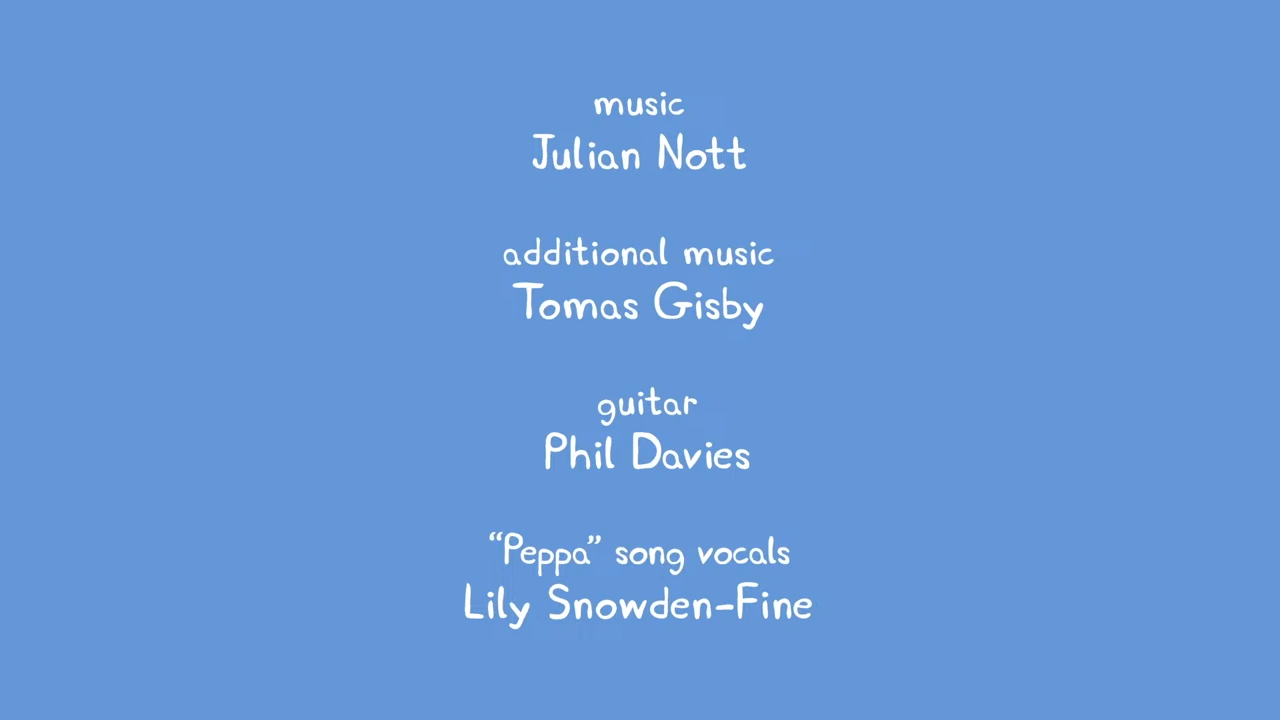 music
Julian Nott
additional music
Tomas Gisby
guitar
Phil Davies
“Peppa” song vocals
Lily Snowden-Fine